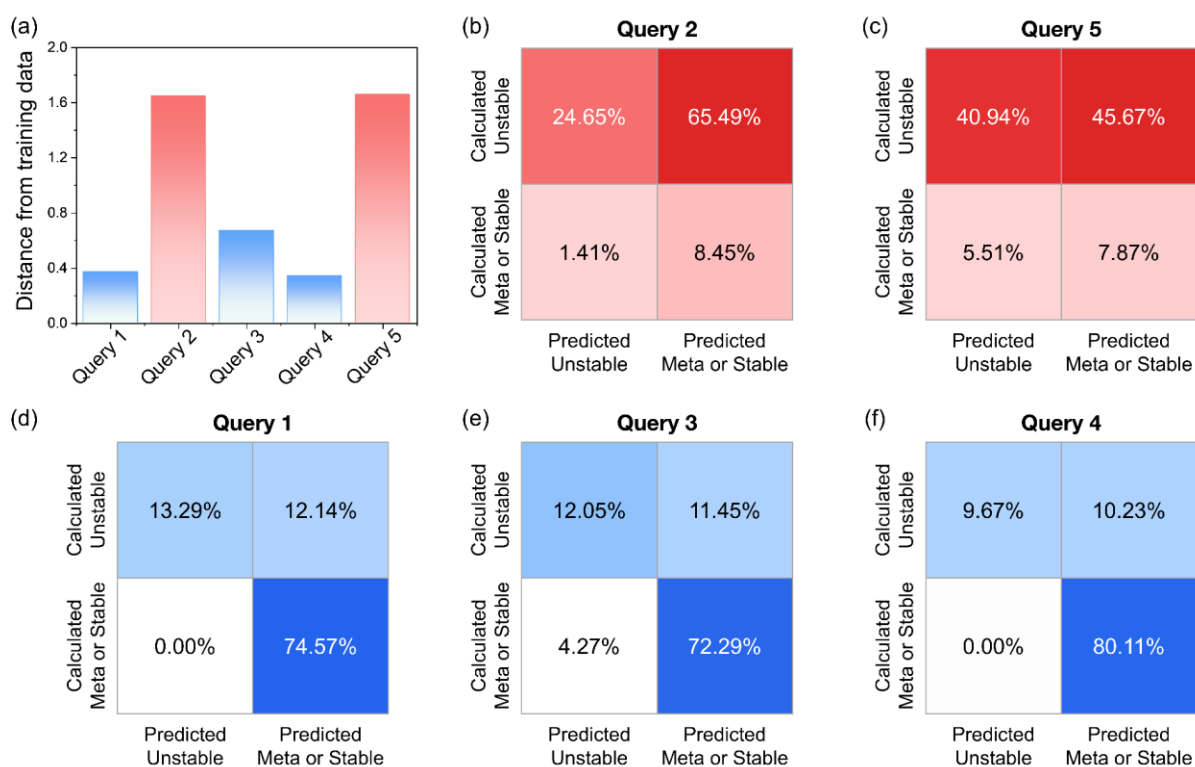 (a)
Distance from training data
2.0
1.6
1.2
0.8
0.4
0.0
Query 1
Query 2
Query 3
Query 4
Query 5
(b)
Query 2
Calculated
Unstable
24.65%
65.49%
Calculated
Meta or Stable
1.41%
8.45%
Predicted
Unstable
Predicted
Meta or Stable
(c)
Query 5
Calculated
Unstable
40.94%
45.67%
Calculated
Meta or Stable
5.51%
7.87%
Predicted
Unstable
Predicted
Meta or Stable
(d)
Query 1
Calculated
Unstable
13.29%
12.14%
Calculated
Meta or Stable
0.00%
74.57%
Predicted
Unstable
Predicted
Meta or Stable
(e)
Query 3
Calculated
Unstable
12.05%
11.45%
Calculated
Meta or Stable
4.27%
72.29%
Predicted
Unstable
Predicted
Meta or Stable
(f)
Query 4
Calculated
Unstable
9.67%
10.23%
Calculated
Meta or Stable
0.00%
80.11%
Predicted
Unstable
Predicted
Meta or Stable